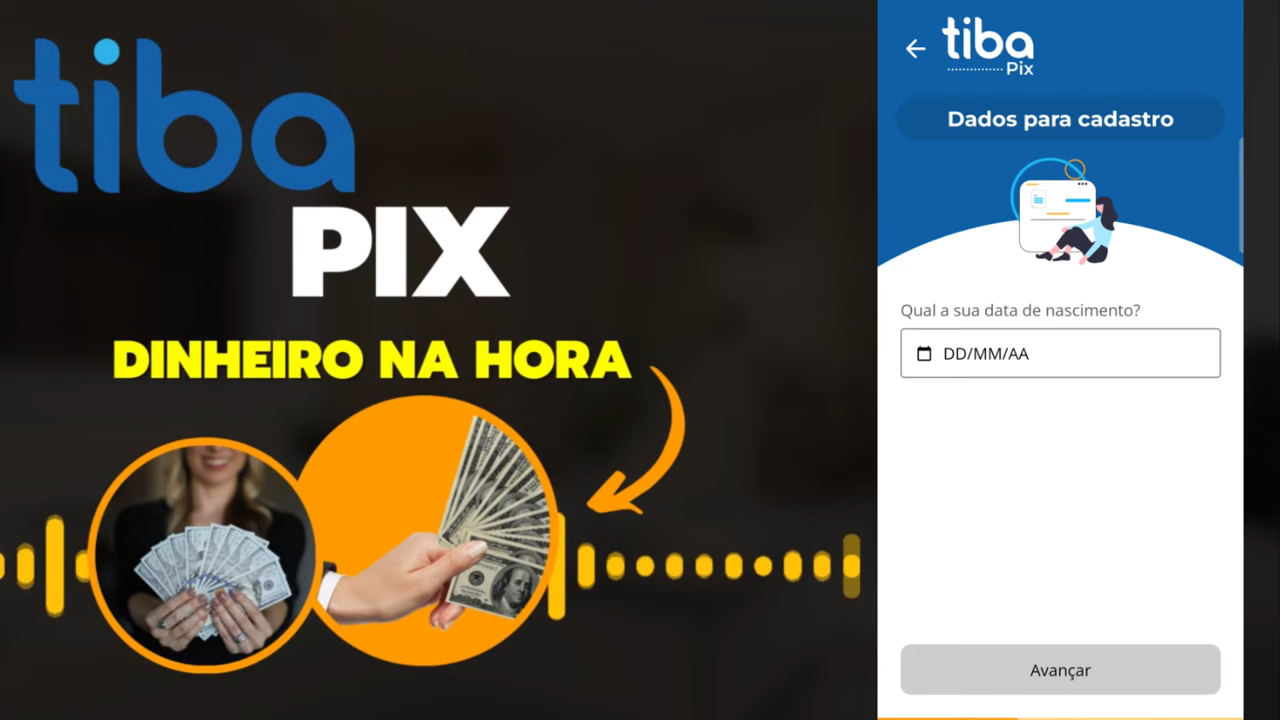 tiba
PIX
DINHEIRO NA HORA
tiba
Pix
Dados para cadastro
Qual a sua data de nascimento?
DD/MM/AA
Avançar